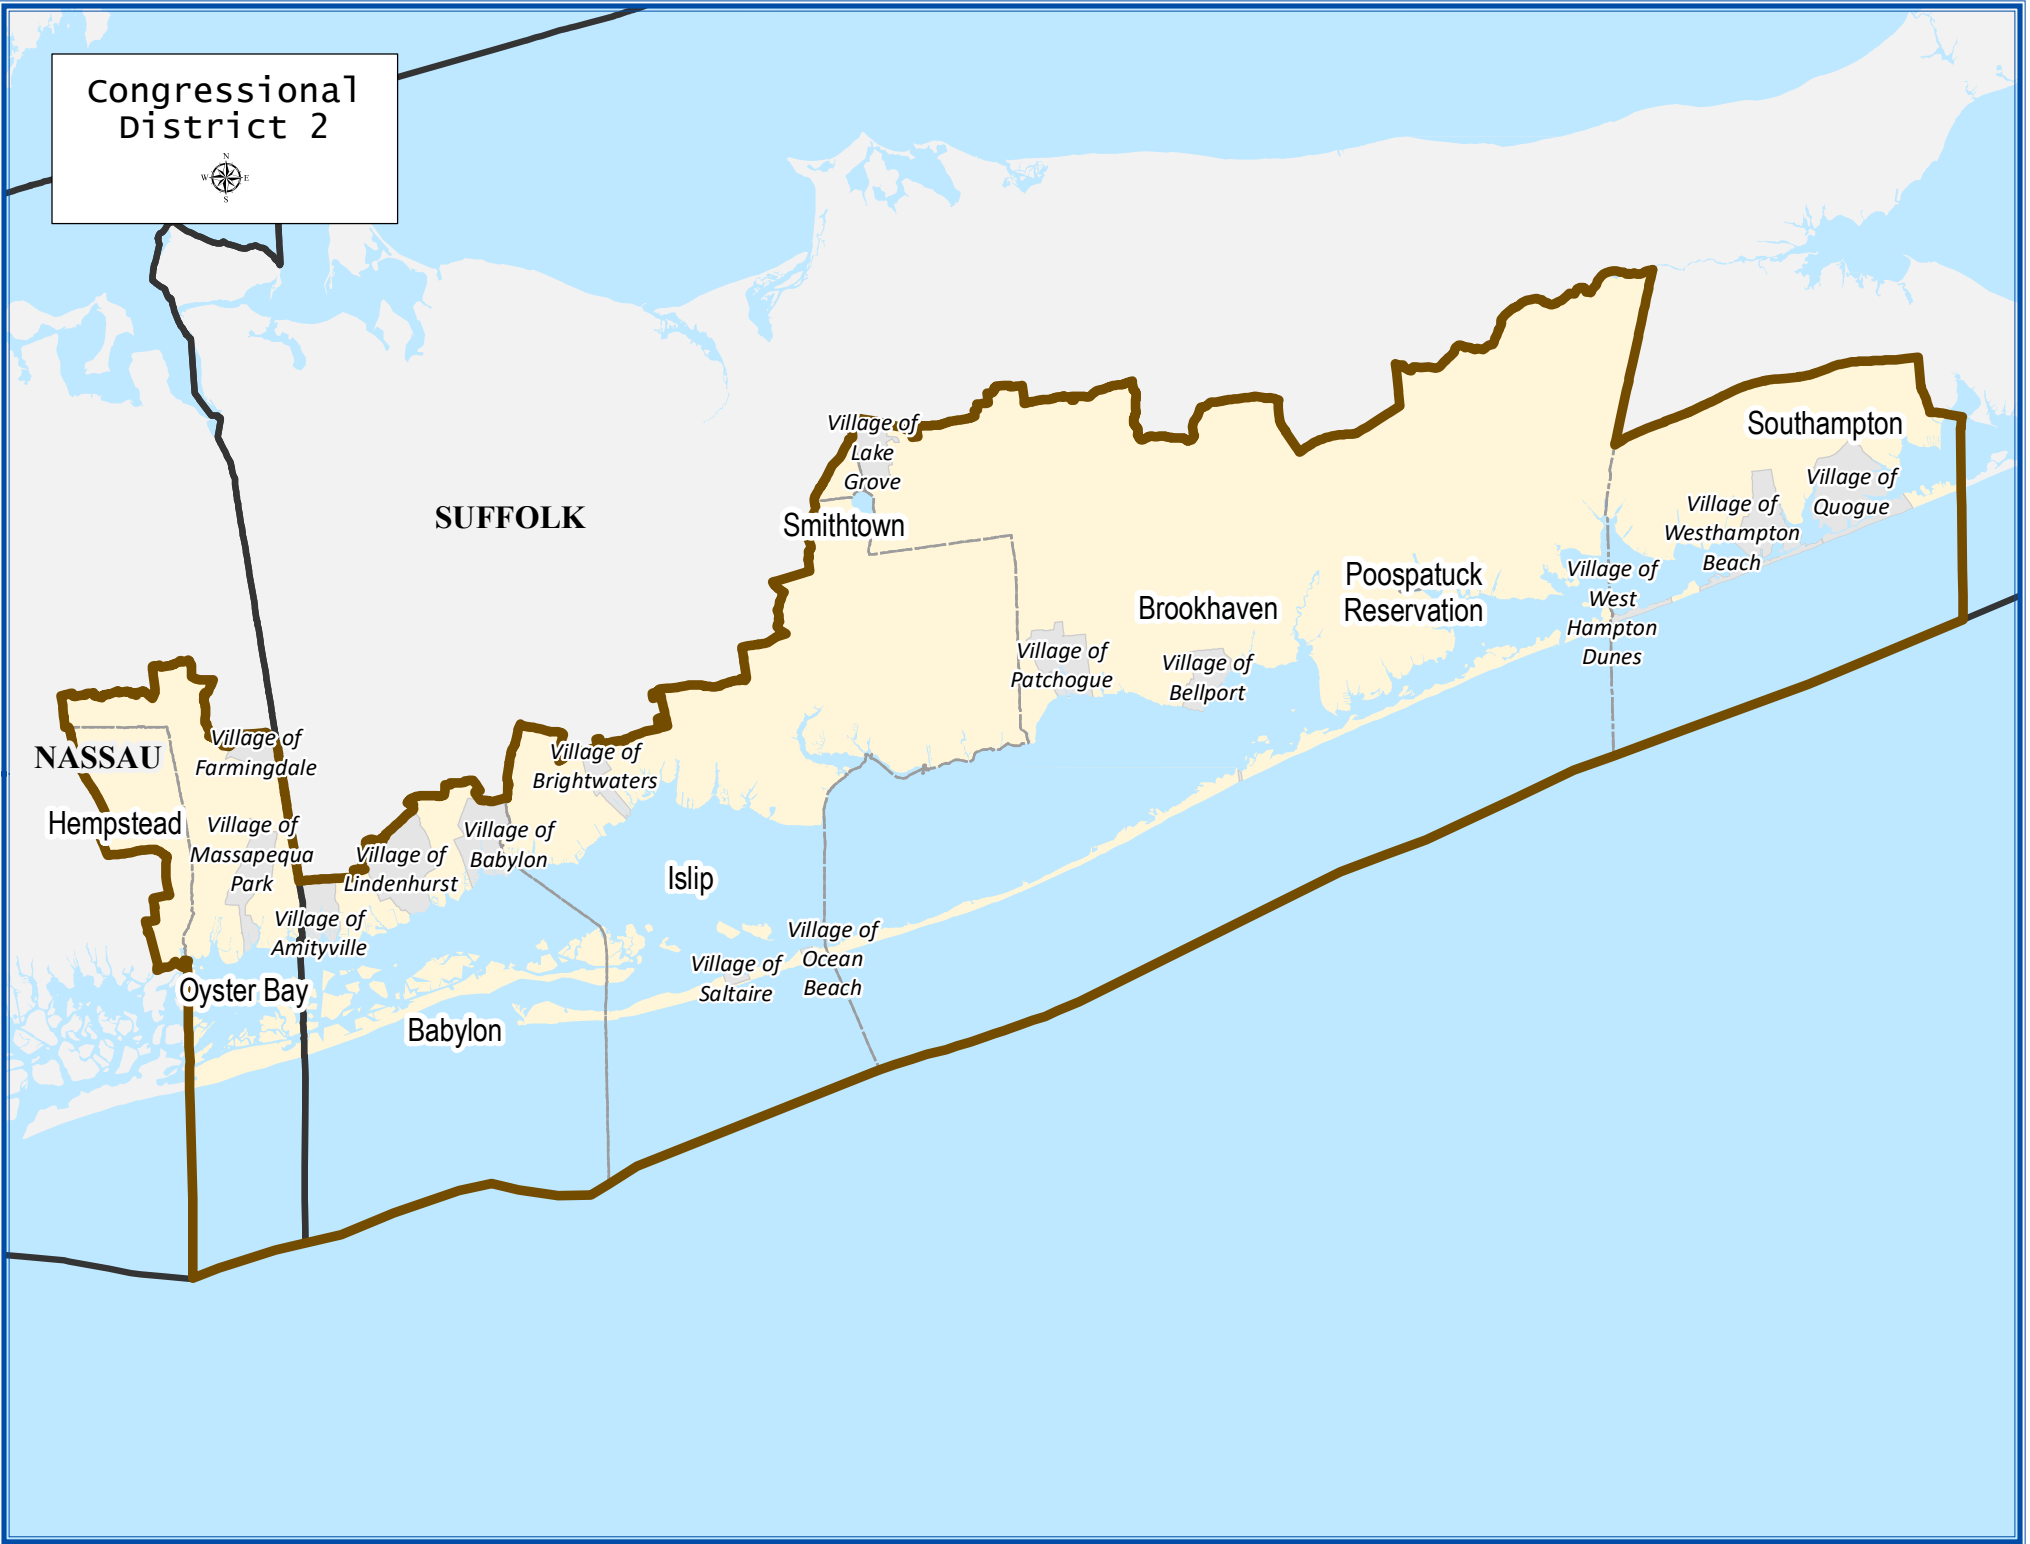 Congressional
District 2
N
W
E
S
Village of
Lake
Grove
Southampton
Village of
Quogue
Village of
Westhampton
Beach
SUFFOLK
Smithtown
Poospatuck
Reservation
Village of
West
Hampton
Dunes
Brookhaven
Village of
Patchogue
Village of
Bellport
NASSAU
Village of
Farmingdale
Village of
Brightwaters
Hempstead
Village of
Massapequa
Park
Village of
Lindenhurst
Village of
Babylon
Islip
Village of
Amityville
Village of
Ocean
Beach
Village of
Saltaire
Oyster Bay
Babylon